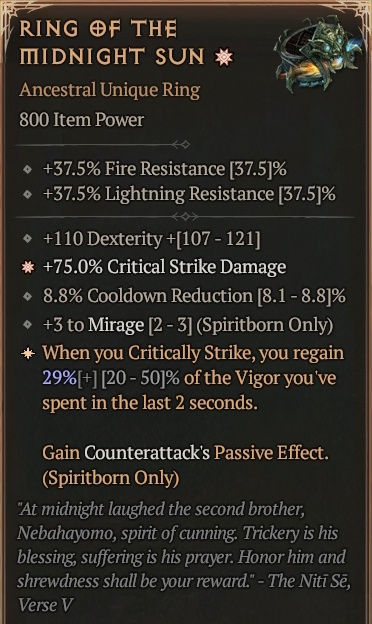 RING OF THE
MIDNIGHT SUN
Ancestral Unique Ring
800 Item Power
+37.5% Fire Resistance [37.5]%
+37.5% Lightning Resistance [37.5]%
+110 Dexterity +[107 - 121]
+75.0% Critical Strike Damage
8.8% Cooldown Reduction [8.1 - 8.8]%
+3 to Mirage [2 - 3] (Spiritborn Only)
When you Critically Strike, you regain
29%[+] [20 - 50]% of the Vigor you've
spent in the last 2 seconds.
Gain Counterattack's Passive Effect.
(Spiritborn Only)
"At midnight laughed the second brother,
Nebahayomo, spirit of cunning. Trickery is his
blessing, suffering is his prayer. Honor him and
shrewdness shall be your reward." - The Nitī Sē,
Verse V